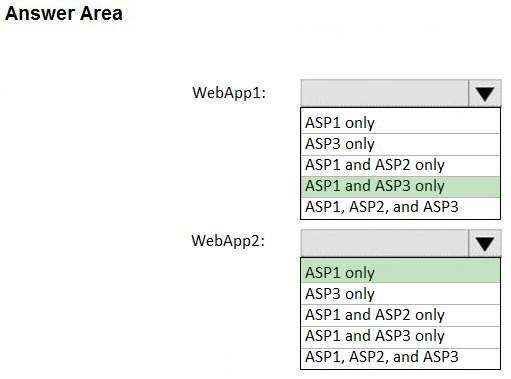 Answer Area
WebApp1:
ASP1 only
ASP3 only
ASP1 and ASP2 only
ASP1 and ASP3 only
ASP1, ASP2, and ASP3
WebApp2:
ASP1 only
ASP3 only
ASP1 and ASP2 only
ASP1 and ASP3 only
ASP1, ASP2, and ASP3